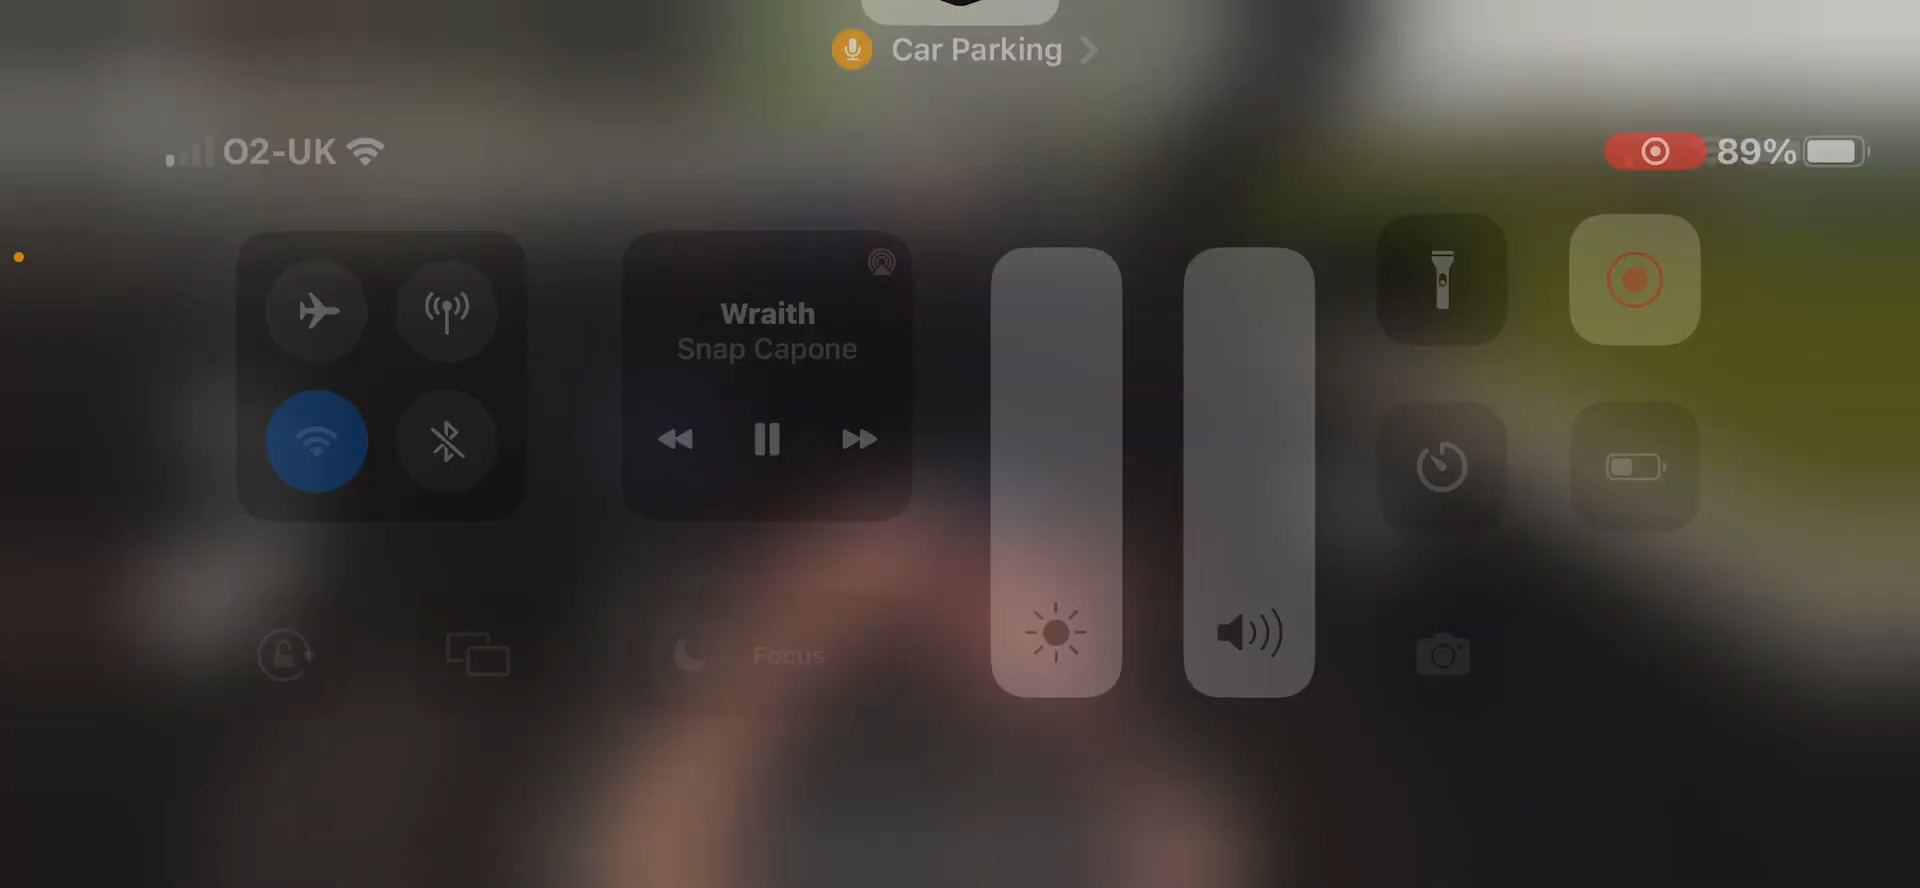 Car Parking
O2-UK
89%
Wraith
Snap Capone
Focus